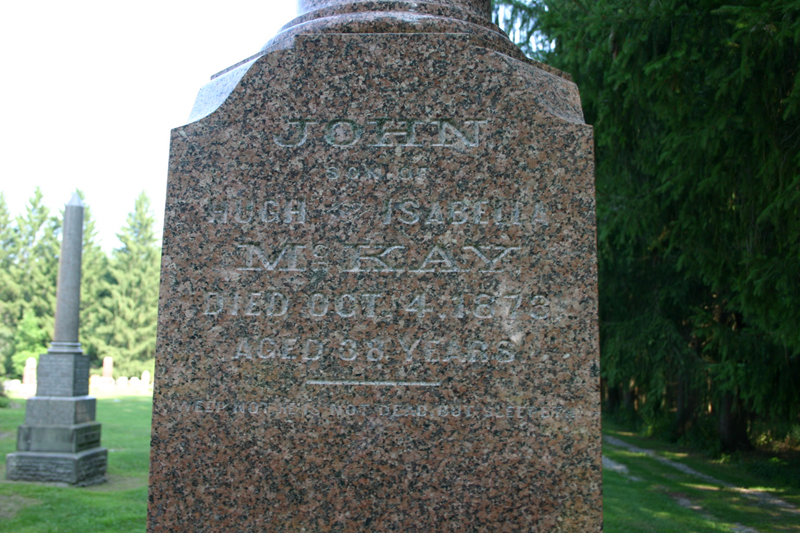 JOHN
SON OF
HUGH & ISABELLA
McKAY
DIED OCT. 4. 1873
AGED 38 YEARS
WEEP NOT HE IS NOT DEAD BUT SLEEPETH